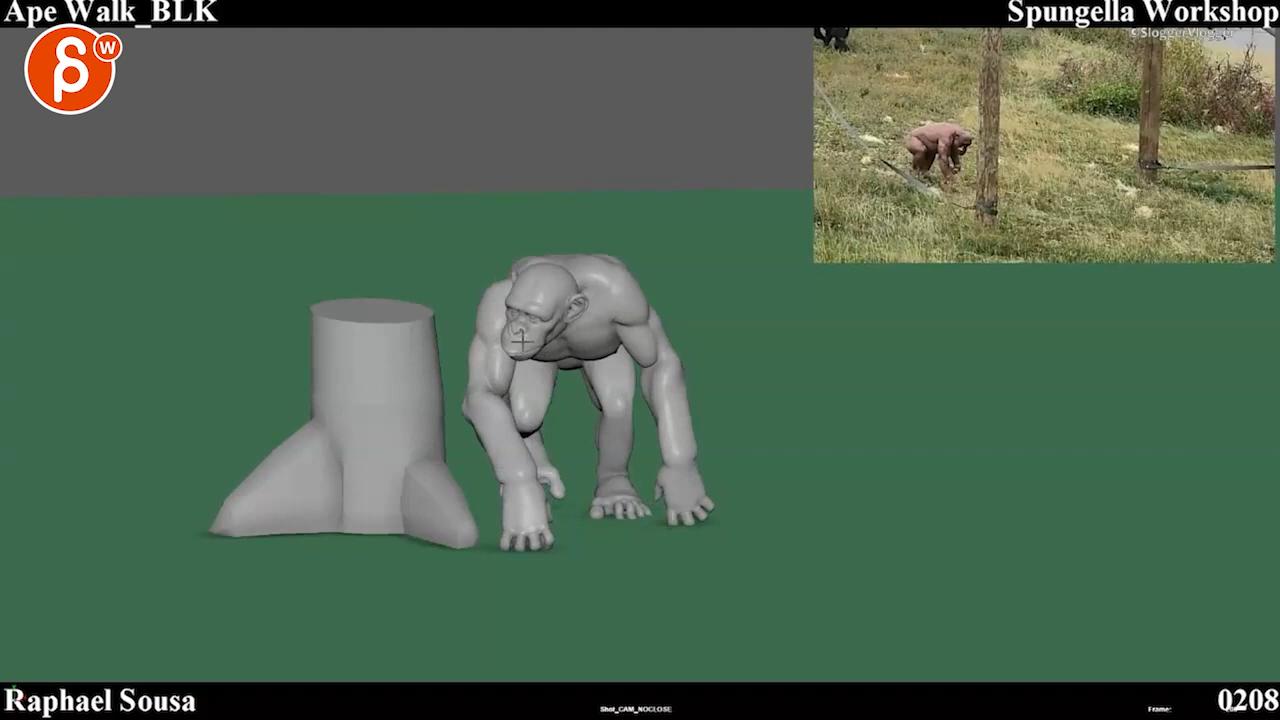 Ape Walk_BLK
Spungella Workshop
W
©SloggerVlogger
Raphael Sousa
Shot_CAM_NOCLOSE
Frame:
0208